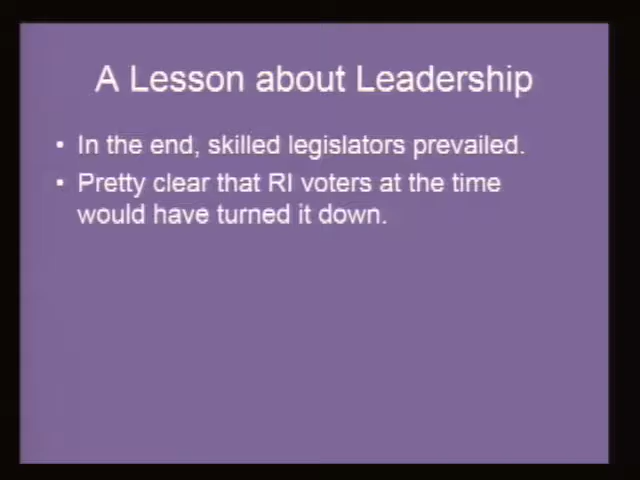 A Lesson about Leadership
• In the end, skilled legislators prevailed.
• Pretty clear that RI voters at the time
would have turned it down.